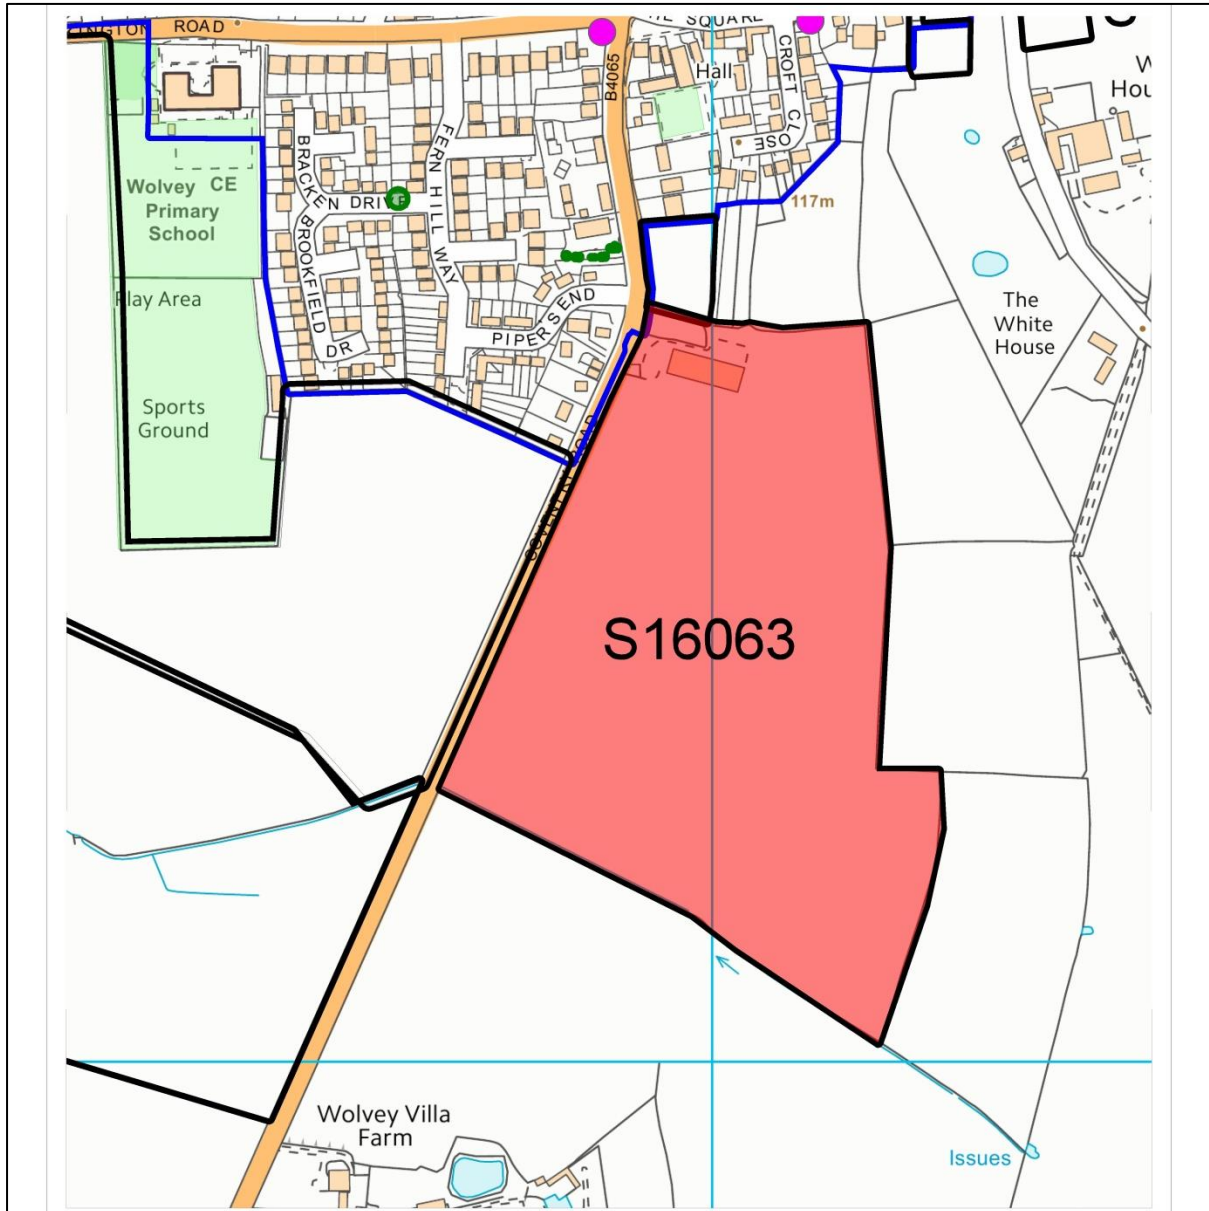 ROAD
SQUARE
B4065
Hall
CROFT CLOSE
Wolvey CE
Primary
School
BRACKEN DRIVE
FERN HILL WAY
BROOKFIELD
DR
117m
Play Area
PIPERS END
The
White
House
Sports
Ground
S16063
Wolvey Villa
Farm
Issues